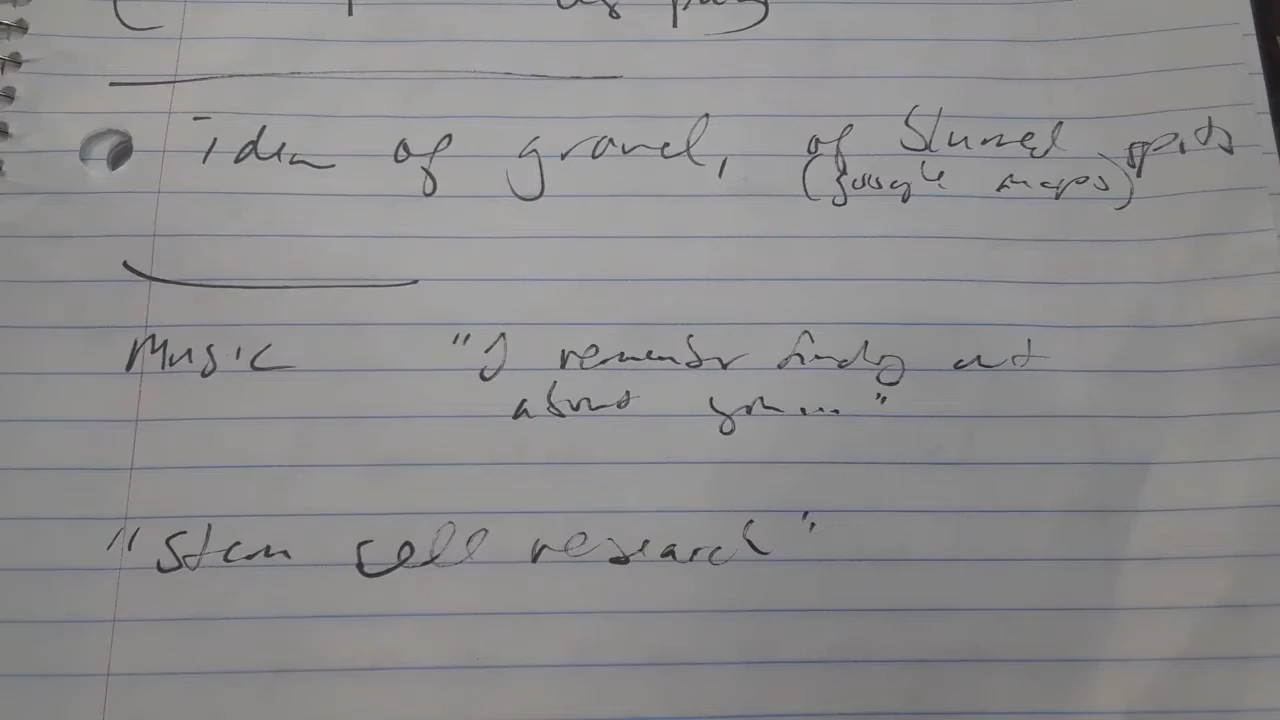 idea of gravel, of blurred spots
(google maps)
Music "I remember finding out
about you..."
"Stem cell research"